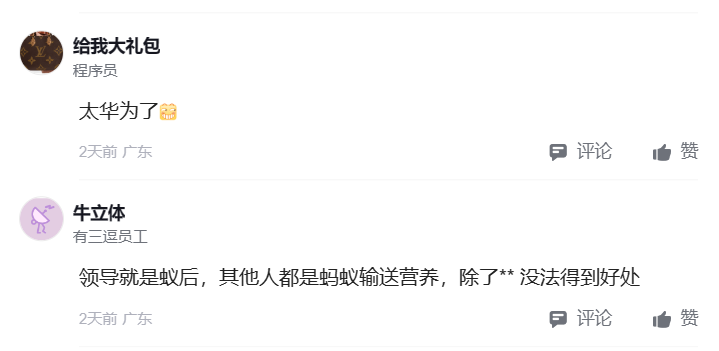 给我大礼包
程序员
太华为了
2天前 广东
评论
赞
牛立体
有三逗员工
领导就是蚁后，其他人都是蚂蚁输送营养，除了** 没法得到好处
2天前 广东
评论
赞